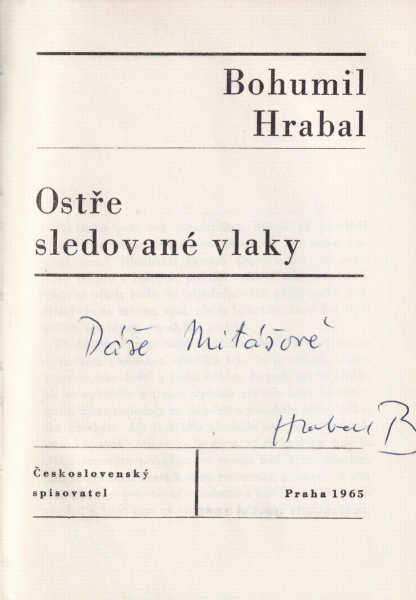 Bohumil
Hrabal
Ostře
sledované vlaky
Dáše Mitášové
Hrabal B
Československý
spisovatel
Praha 1965